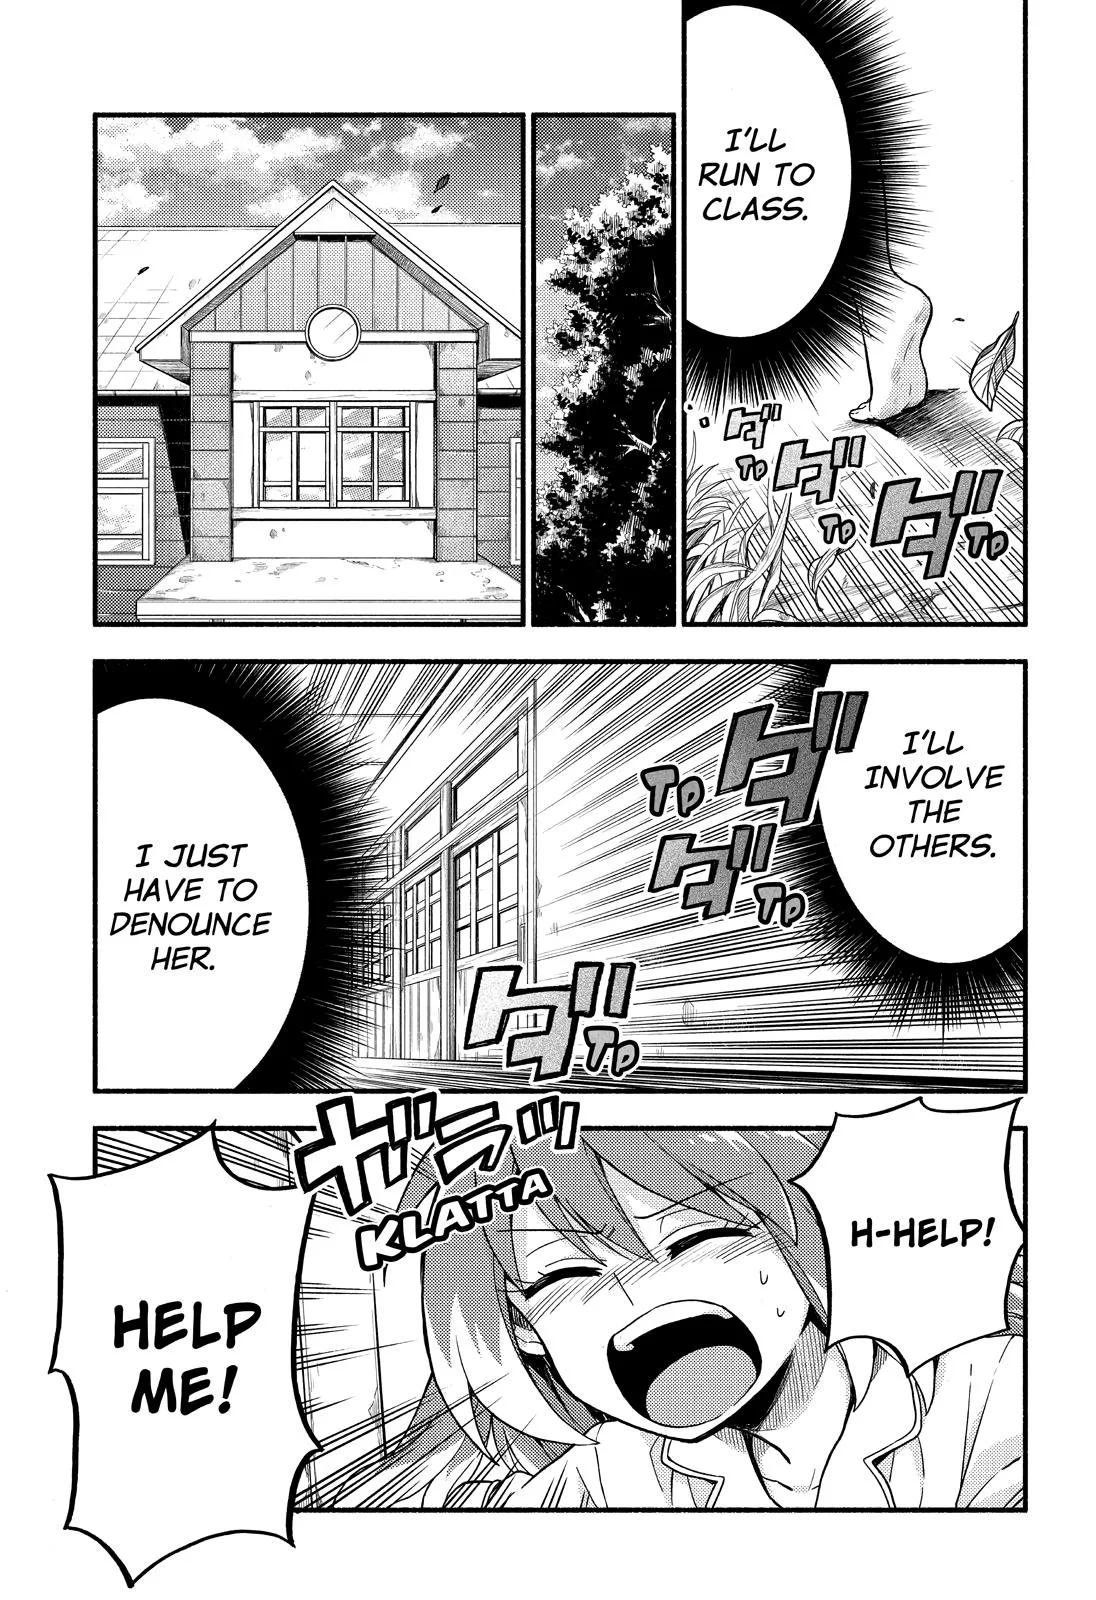 I'LL
RUN TO
CLASS.
ダ
TP
ダ
TP
ダ
TP
I'LL
INVOLVE
THE
OTHERS.
ダ
TP
ダ
TP
ダ
TP
I JUST
HAVE TO
DENOUNCE
HER.
H-HELP!
ガラッ
KLATTA
HELP
ME!